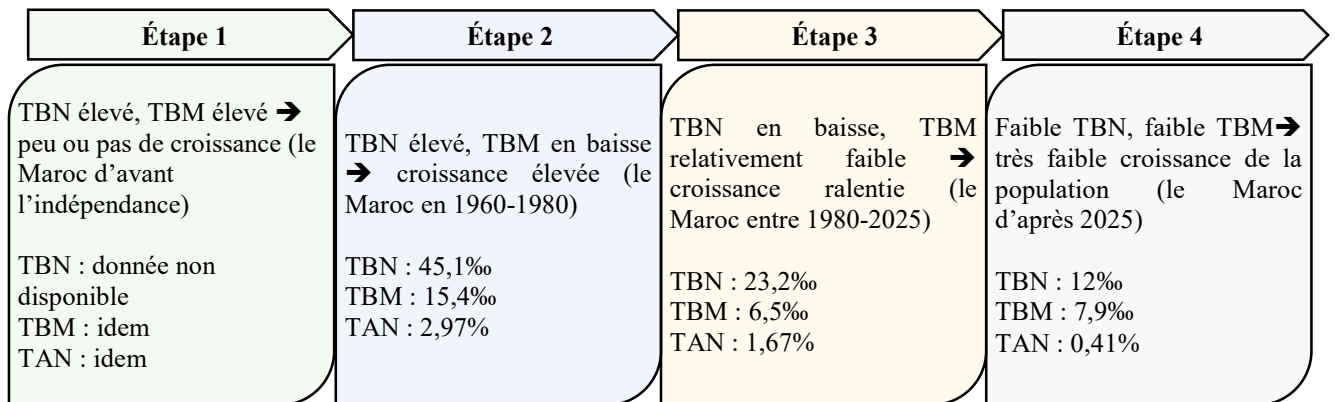 Étape 1
Étape 2
Étape 3
Étape 4
TBN élevé, TBM élevé ➔
peu ou pas de croissance (le
Maroc d’avant
l’indépendance)
TBN : donnée non
disponible
TBM : idem
TAN : idem
TBN élevé, TBM en baisse
➔ croissance élevée (le
Maroc en 1960-1980)
TBN : 45,1‰
TBM : 15,4‰
TAN : 2,97%
TBN en baisse, TBM
relativement faible ➔
croissance ralentie (le
Maroc entre 1980-2025)
TBN : 23,2‰
TBM : 6,5‰
TAN : 1,67%
Faible TBN, faible TBM➔
très faible croissance de la
population (le Maroc
d’après 2025)
TBN : 12%
TBM : 7,9‰
TAN : 0,41%